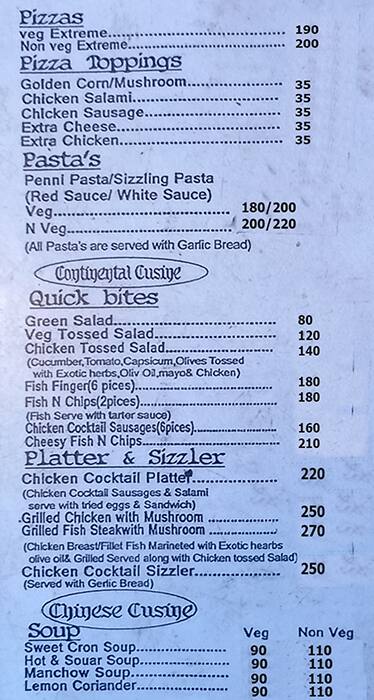 Pizzas
veg Extreme 190
Non veg Extreme 200
Pizza Toppings
Golden Corn/Mushroom 35
Chicken Salami 35
Chicken Sausage 35
Extra Cheese 35
Extra Chicken 35
Pasta's
Penni Pasta/Sizzling Pasta
(Red Sauce/ White Sauce)
Veg 180/200
N Veg 200/220
(All Pasta's are served with Garlic Bread)
Continental Cusine
Quick bites
Green Salad 80
Veg Tossed Salad 120
Chicken Tossed Salad 140
(Cucumber,Tomato,Capsicum,Olives Tossed
with Exotic herbs,Oliv Oil,mayo& Chicken)
Fish Finger(6 pices) 180
Fish N Chips(2pices) 180
(Fish Serve with tarter sauce)
Chicken Cocktail Sausages(6pices) 160
Cheesy Fish N Chips 210
Platter & Sizzler
Chicken Cocktail Platter 220
(Chicken Cocktail Sausages & Salami
serve with fried eggs & Sandwich)
Grilled Chicken with Mushroom 250
Grilled Fish Steakwith Mushroom 270
(Chicken Breast/Fillet Fish Marineted with Exotic hearbs
olive oil& Grilled Served along with Chicken tossed Salad)
Chicken Cocktail Sizzler 250
(Served with Gerlic Bread)
Chinese Cusine
Soup Veg Non Veg
Sweet Cron Soup 90 110
Hot & Souar Soup 90 110
Manchow Soup 90 110
Lemon Coriander 90 110